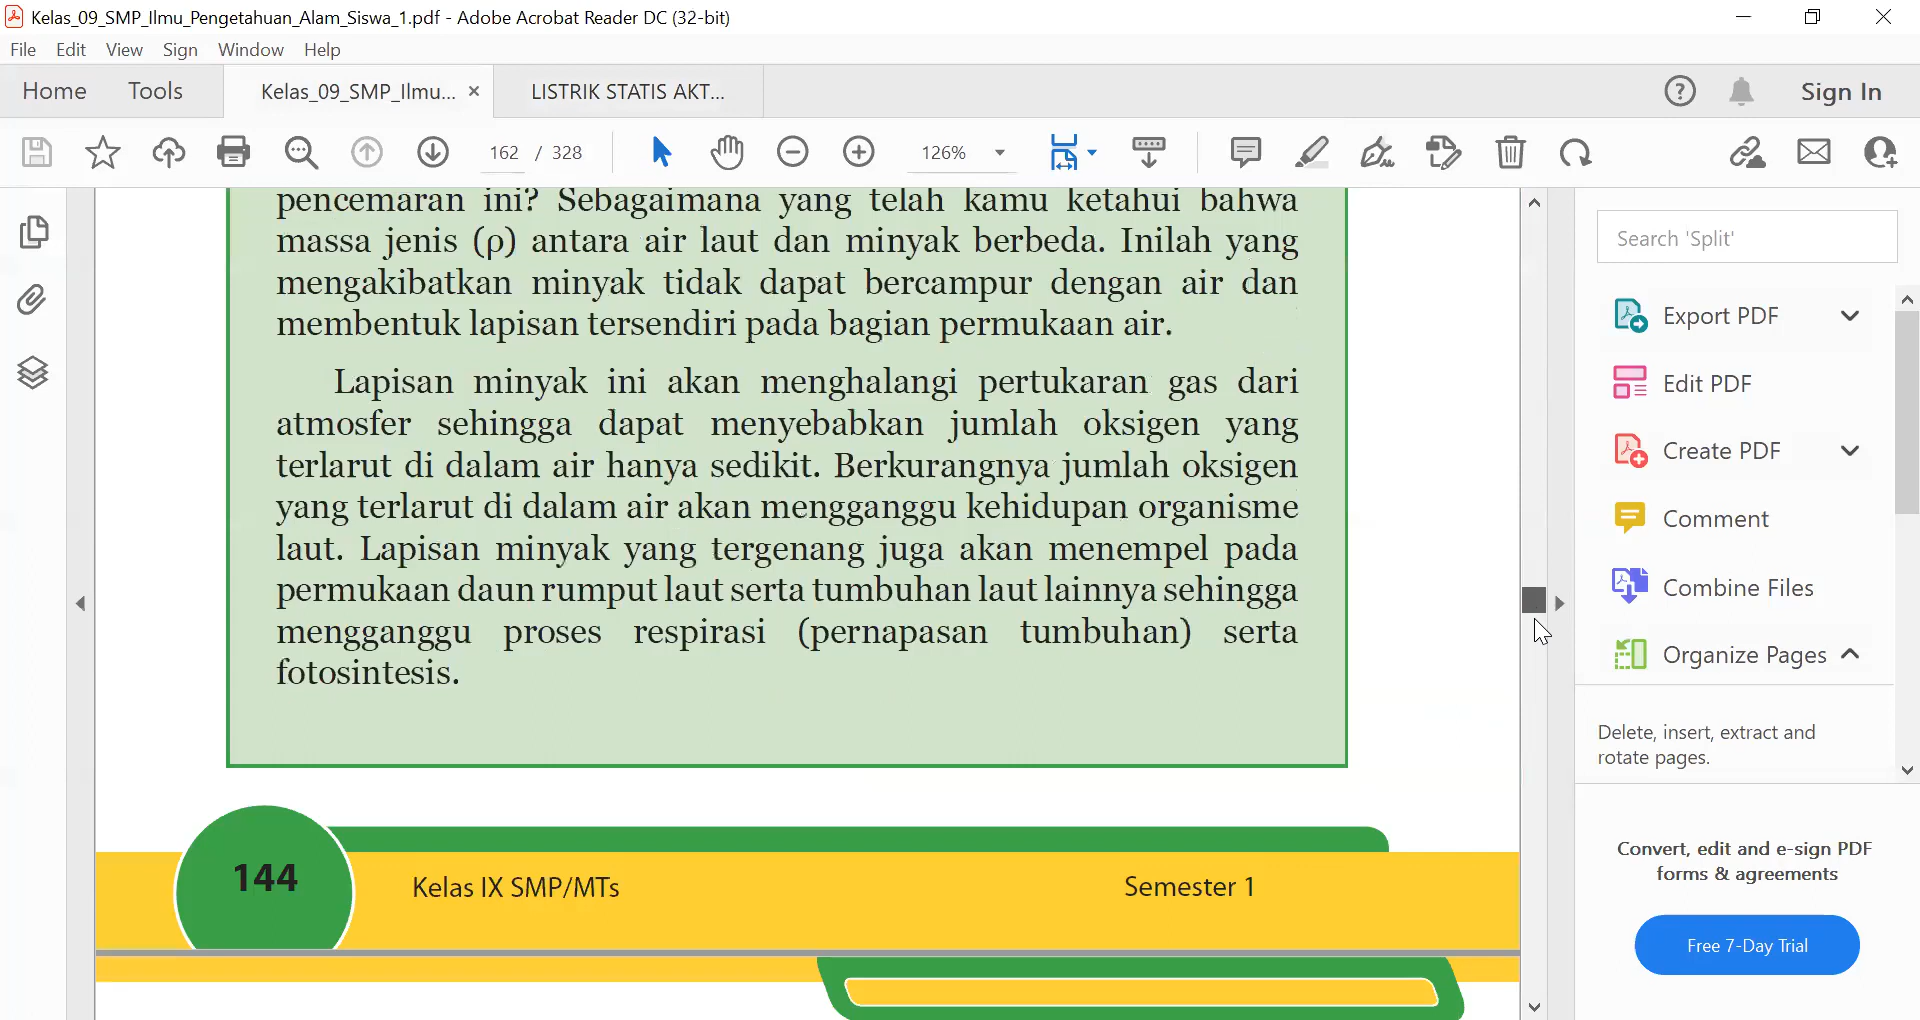 Kelas_09_SMP_Ilmu_Pengetahuan_Alam_Siswa_1.pdf - Adobe Acrobat Reader DC (32-bit)
File Edit View Sign Window Help
Home Tools Kelas_09_SMP_Ilmu... × LISTRIK STATIS AKT... Sign In
162 / 328 126%
pencemaran ini? Sebagaimana yang telah kamu ketahui bahwa
massa jenis (ρ) antara air laut dan minyak berbeda. Inilah yang
mengakibatkan minyak tidak dapat bercampur dengan air dan
membentuk lapisan tersendiri pada bagian permukaan air.
Lapisan minyak ini akan menghalangi pertukaran gas dari
atmosfer sehingga dapat menyebabkan jumlah oksigen yang
terlarut di dalam air hanya sedikit. Berkurangnya jumlah oksigen
yang terlarut di dalam air akan mengganggu kehidupan organisme
laut. Lapisan minyak yang tergenang juga akan menempel pada
permukaan daun rumput laut serta tumbuhan laut lainnya sehingga
mengganggu proses respirasi (pernapasan tumbuhan) serta
fotosintesis.
144 Kelas IX SMP/MTs Semester 1
Search 'Split'
Export PDF
Edit PDF
Create PDF
Comment
Combine Files
Organize Pages
Delete, insert, extract and
rotate pages.
Convert, edit and e-sign PDF
forms & agreements
Free 7-Day Trial